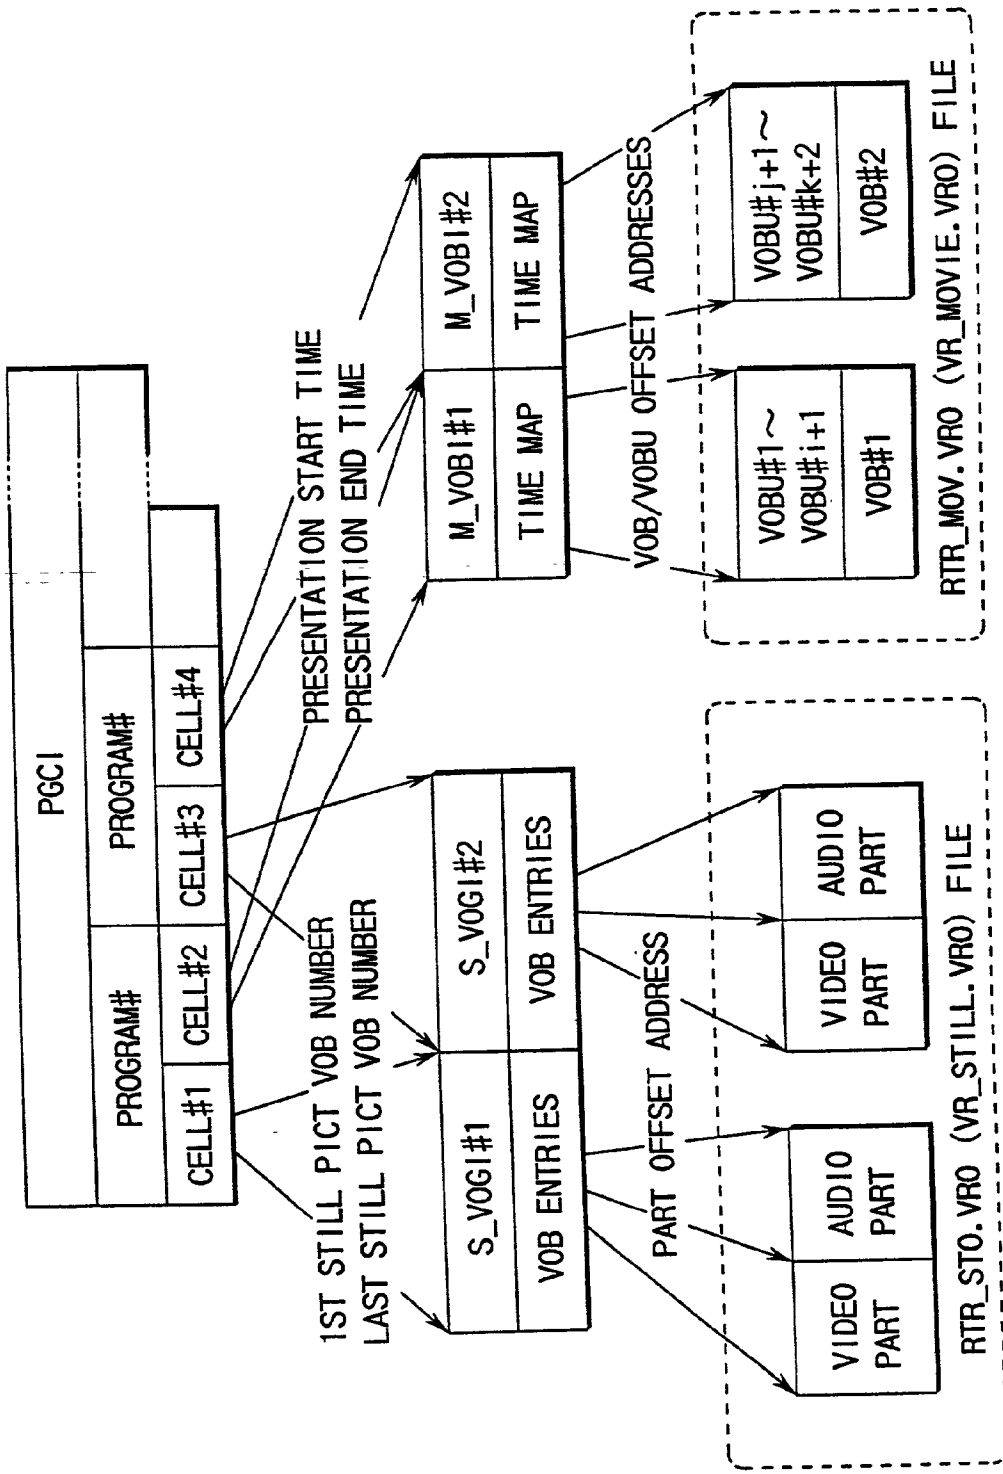 PGCI
PROGRAM#
PROGRAM#
CELL#1
CELL#2
CELL#3
CELL#4
1ST STILL PICT VOB NUMBER
LAST STILL PICT VOB NUMBER
PRESENTATION START TIME
PRESENTATION END TIME
S_VOGI#1
S_VOGI#2
VOB ENTRIES
VOB ENTRIES
M_VOBI#1
M_VOBI#2
TIME MAP
TIME MAP
PART OFFSET ADDRESS
VOB/VOBU OFFSET ADDRESSES
VIDEO
PART
AUDIO
PART
VIDEO
PART
AUDIO
PART
VOBU#1~
VOBU#i+1
VOB#1
VOBU#j+1~
VOBU#k+2
VOB#2
RTR_STO.VRO (VR_STILL.VRO) FILE
RTR_MOV.VRO (VR_MOVIE.VRO) FILE